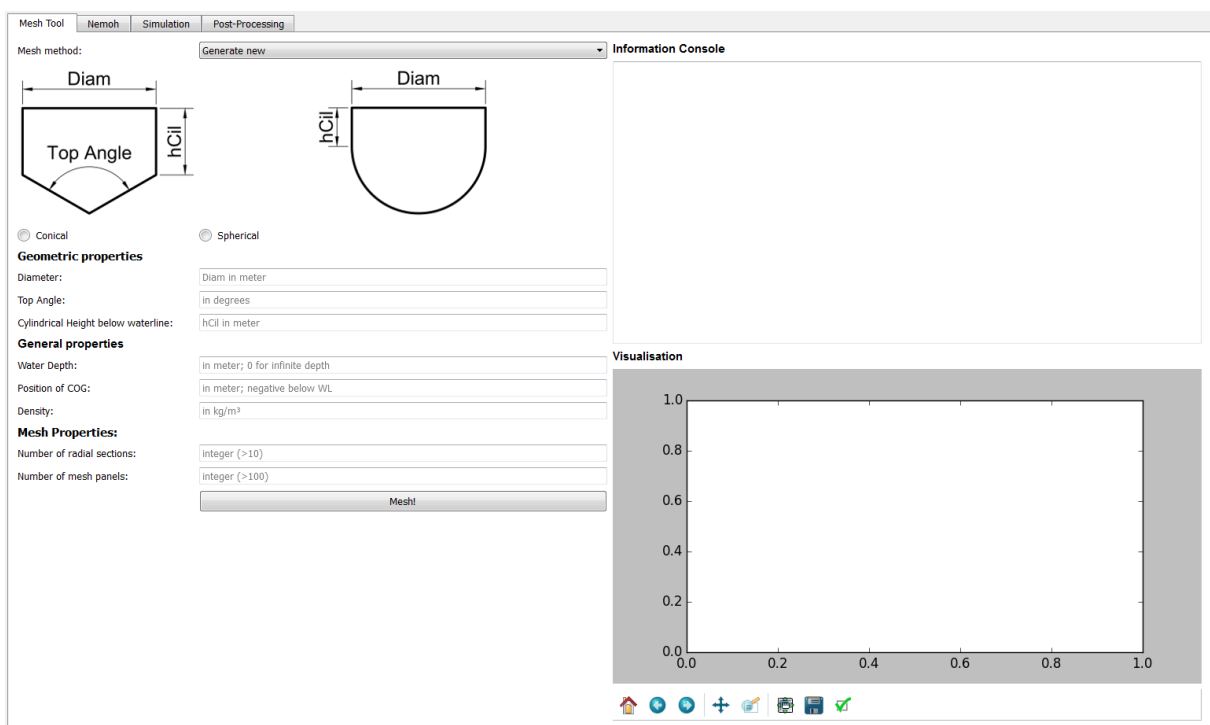 Mesh Tool Nemoh Simulation Post-Processing
Mesh method: Generate new
Diam
hCil
Top Angle
Diam
hCil
Conical Spherical
Geometric properties
Diameter: Diam in meter
Top Angle: in degrees
Cylindrical Height below waterline: hCil in meter
General properties
Water Depth: in meter; 0 for infinite depth
Position of COG: in meter; negative below WL
Density: in kg/m³
Mesh Properties:
Number of radial sections: integer (>10)
Number of mesh panels: integer (>100)
Mesh!
Information Console
Visualisation
1.0
0.8
0.6
0.4
0.2
0.0
0.0 0.2 0.4 0.6 0.8 1.0